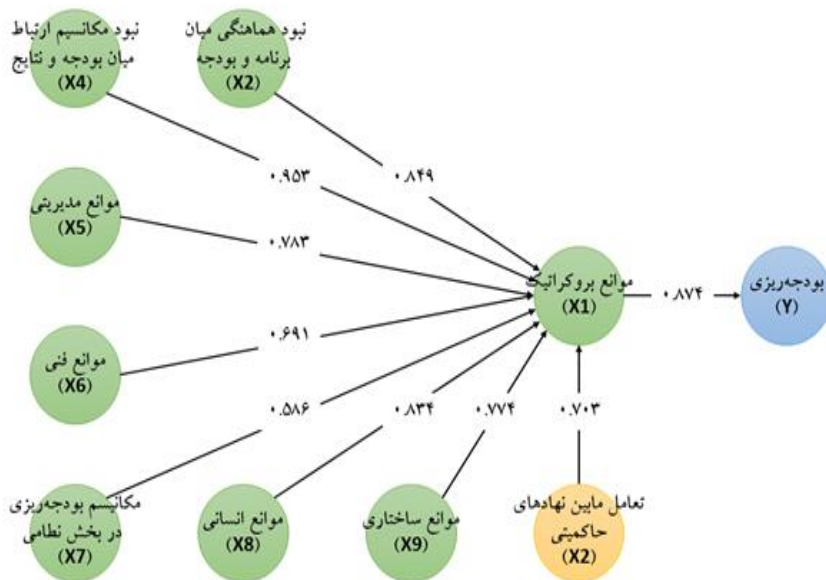 نبود مکانسیم ارتباط
میان بودجه و نتایج
(X4)
نبود هماهنگی میان
برنامه و بودجه
(X2)
۰.۹۵۳
۰.۸۴۹
موانع مدیریتی
(X5)
۰.۷۸۳
موانع بروکراتیک
(X1)
۰.۸۷۴
بودجه‌ریزی
(Y)
موانع فنی
(X6)
۰.۶۹۱
۰.۵۸۶
۰.۸۳۴
۰.۷۷۴
۰.۷۰۳
مکانیسم بودجه‌ریزی
در بخش نظامی
(X7)
موانع انسانی
(X8)
موانع ساختاری
(X9)
تعامل مابین نهادهای
حاکمیتی
(X2)